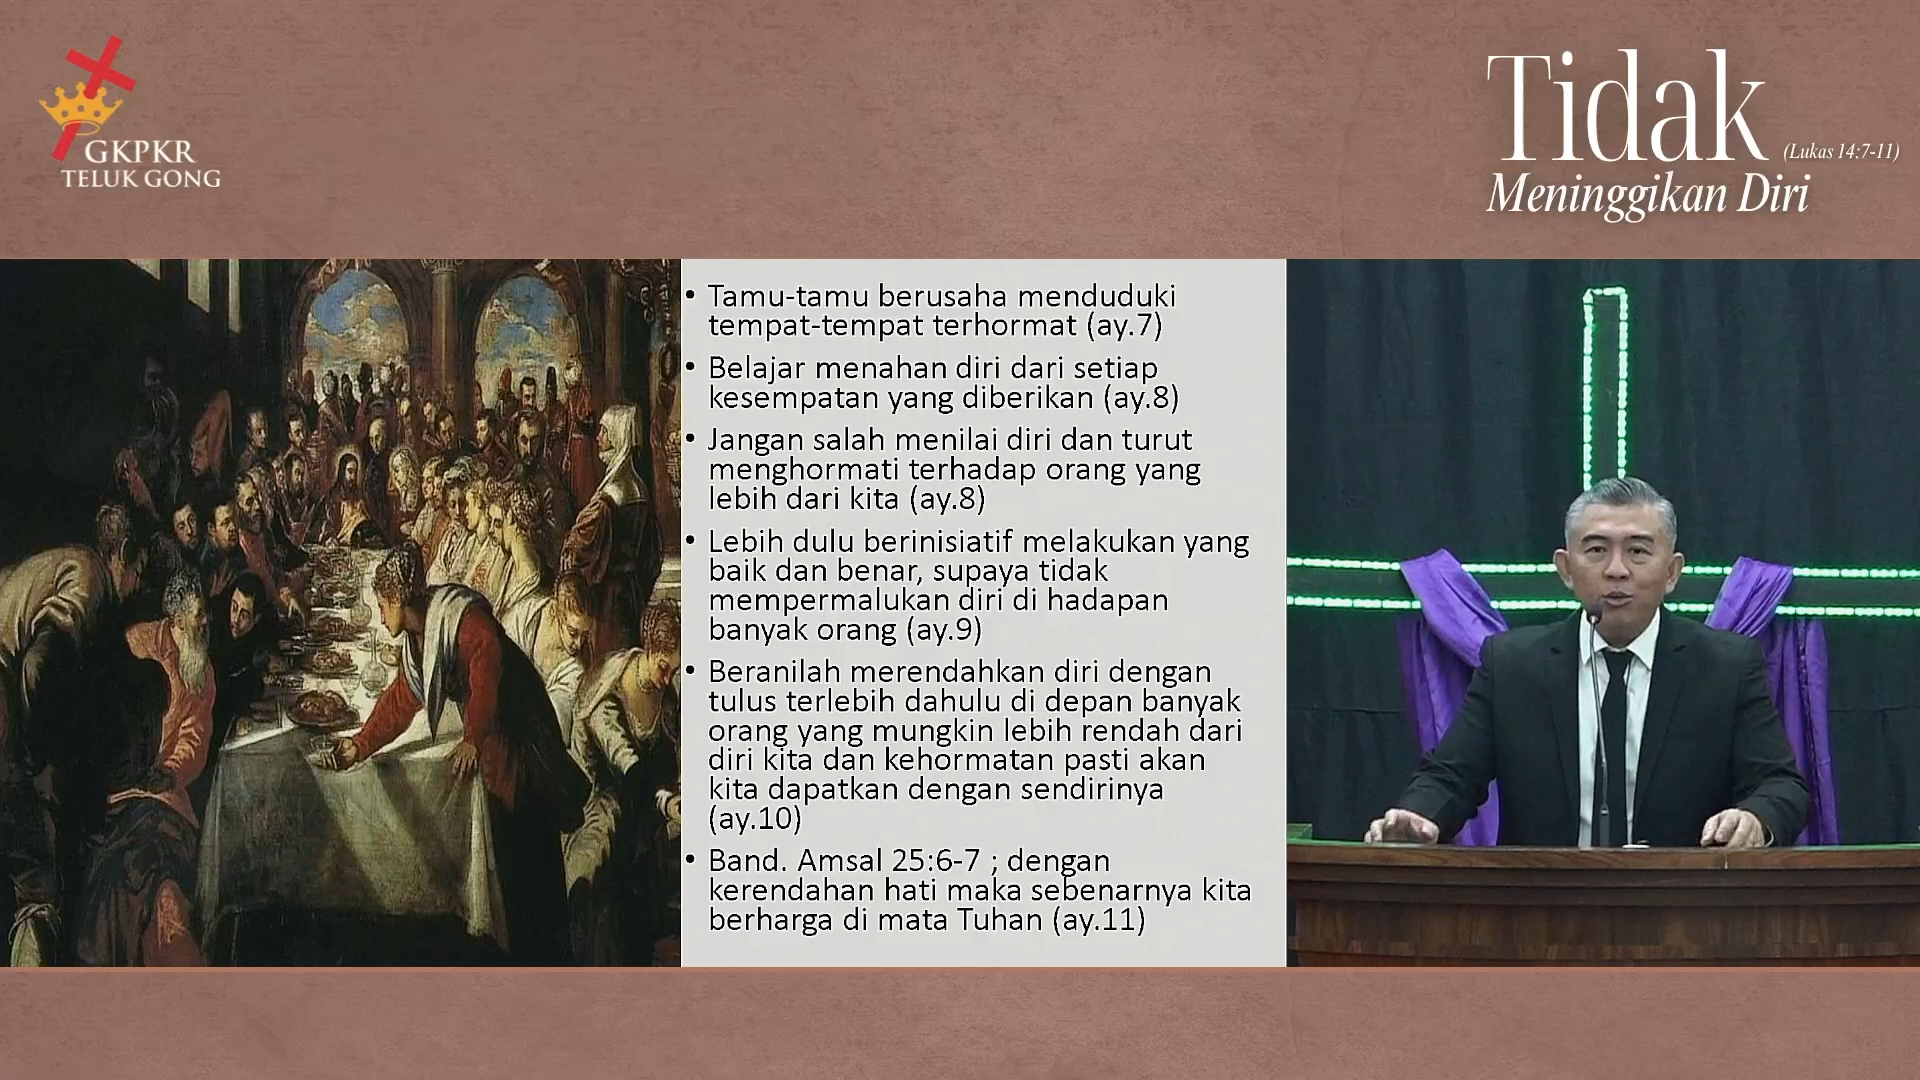 GKPKR
TELUK GONG
Tidak
(Lukas 14:7-11)
Meninggikan Diri
• Tamu-tamu berusaha menduduki
tempat-tempat terhormat (ay.7)
• Belajar menahan diri dari setiap
kesempatan yang diberikan (ay.8)
• Jangan salah menilai diri dan turut
menghormati terhadap orang yang
lebih dari kita (ay.8)
• Lebih dulu berinisiatif melakukan yang
baik dan benar, supaya tidak
mempermalukan diri di hadapan
banyak orang (ay.9)
• Beranilah merendahkan diri dengan
tulus terlebih dahulu di depan banyak
orang yang mungkin lebih rendah dari
diri kita dan kehormatan pasti akan
kita dapatkan dengan sendirinya
(ay.10)
• Band. Amsal 25:6-7 ; dengan
kerendahan hati maka sebenarnya kita
berharga di mata Tuhan (ay.11)